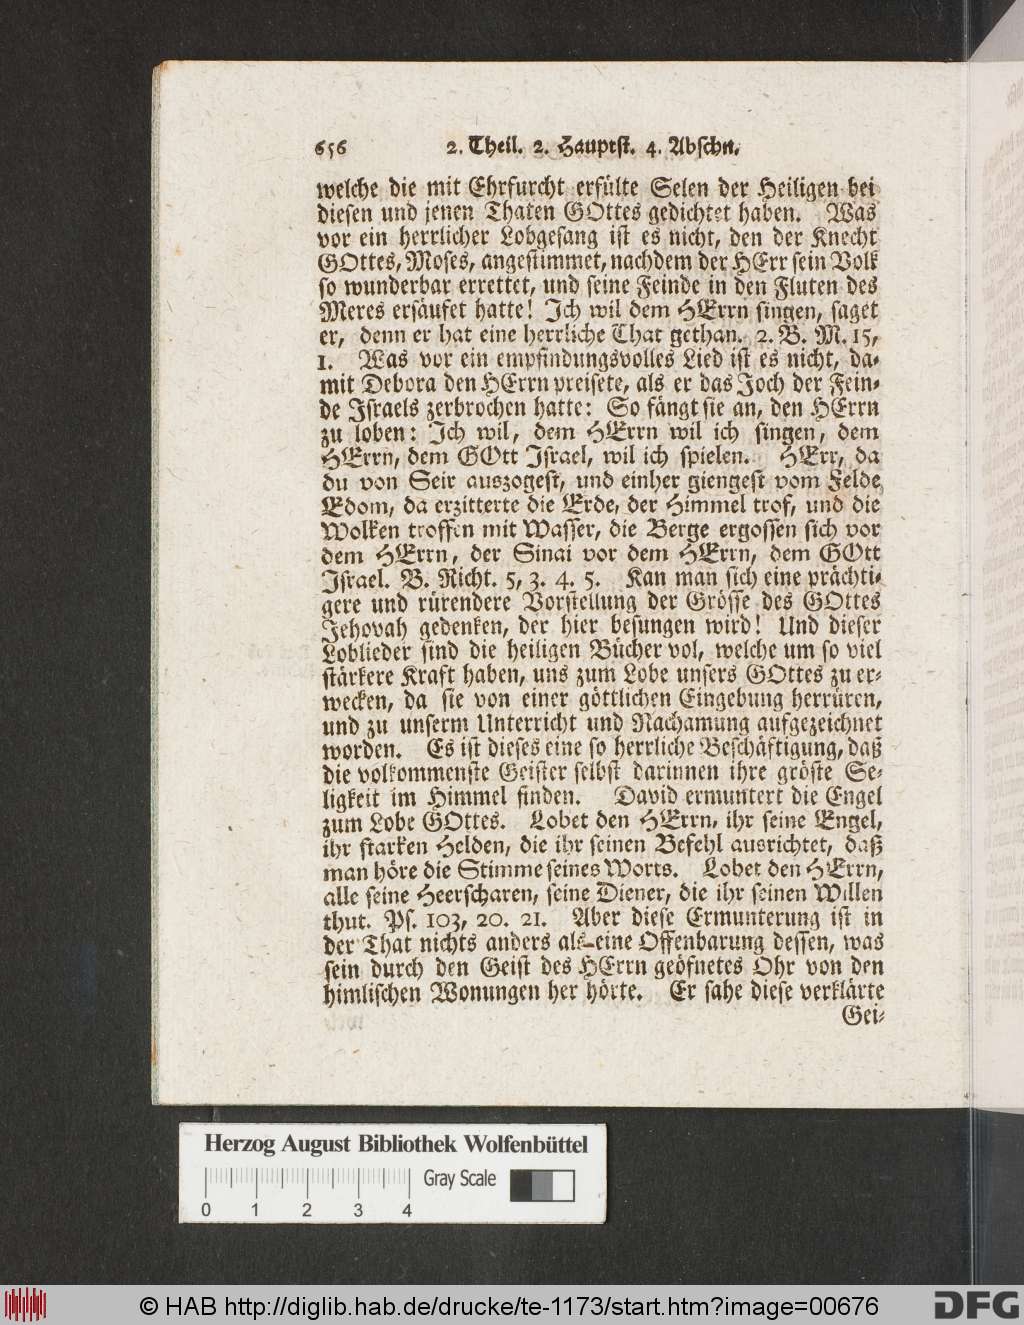 656 2. Theil. 2. Hauptst. 4. Abschn.
welche die mit Ehrfurcht erfülte Selen der Heiligen bei
diesen und jenen Thaten GOttes gedichtet haben. Was
vor ein herrlicher Lobgesang ist es nicht, den der Knecht
GOttes, Moses, angestimmet, nachdem der HErr sein Volk
so wunderbar errettet, und seine Feinde in den Fluten des
Meres ersäufet hatte! Ich wil dem HErrn singen, saget
er, denn er hat eine herrliche That gethan. 2. B. M. 15,
1. Was vor ein empfindungsvolles Lied ist es nicht, da-
mit Debora den HErrn preisete, als er das Joch der Fein-
de Israels zerbrochen hatte: So fängt sie an, den HErrn
zu loben: Ich wil, dem HErrn wil ich singen, dem
HErrn, dem GOtt Israel, wil ich spielen. HErr, da
du von Seir auszogest, und einher giengest vom Felde
Edom, da erzitterte die Erde, der Himmel trof, und die
Wolken troffen mit Wasser, die Berge ergossen sich vor
dem HErrn, der Sinai vor dem HErrn, dem GOtt
Israel. B. Richt. 5, 3. 4. 5. Kan man sich eine prächti-
gere und rürendere Vorstellung der Grösse des GOttes
Jehovah gedenken, der hier besungen wird! Und dieser
Loblieder sind die heiligen Bücher vol, welche um so viel
stärkere Kraft haben, uns zum Lobe unsers GOttes zu er-
wecken, da sie von einer göttlichen Eingebung herrüren,
und zu unserm Unterricht und Nachamung aufgezeichnet
worden. Es ist dieses eine so herrliche Beschäftigung, daß
die volkommenste Geister selbst darinnen ihre gröste Se-
ligkeit im Himmel finden. David ermuntert die Engel
zum Lobe GOttes. Lobet den HErrn, ihr seine Engel,
ihr starken Helden, die ihr seinen Befehl ausrichtet, daß
man höre die Stimme seines Worts. Lobet den HErrn,
alle seine Heerscharen, seine Diener, die ihr seinen Willen
thut. Ps. 103, 20. 21. Aber diese Ermunterung ist in
der That nichts anders als eine Offenbarung dessen, was
sein durch den Geist des HErrn geöfnetes Ohr von den
himlischen Wonungen her hörte. Er sahe diese verklärte
Gei-
Herzog August Bibliothek Wolfenbüttel
Gray Scale
0 1 2 3 4
© HAB http://diglib.hab.de/drucke/te-1173/start.htm?image=00676
DFG